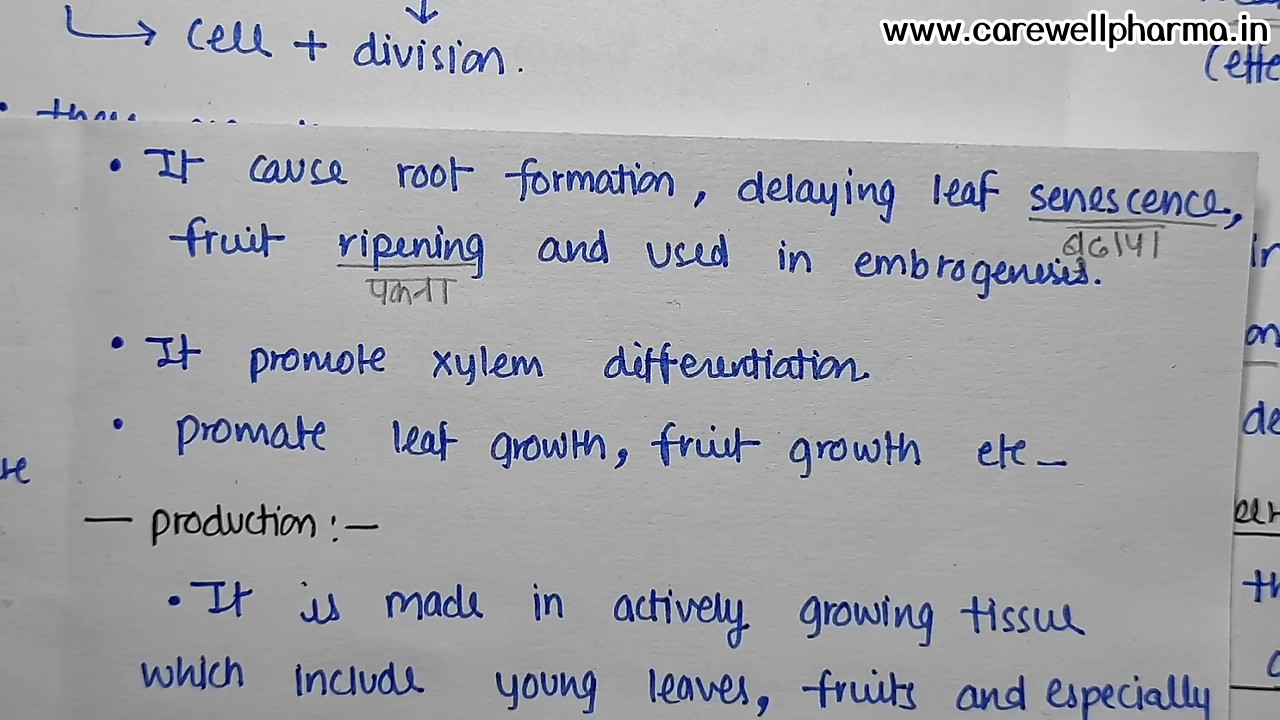 www.carewellpharma.in
↳ cell + division.
• It cause root formation, delaying leaf senescence,
बुढ़ापा
fruit ripening and used in embrogenesis.
पकना
• It promote xylem differentiation.
• promate leaf growth, fruit growth etc-
— production :-
• It is made in actively growing tissue
which include young leaves, fruits and especially